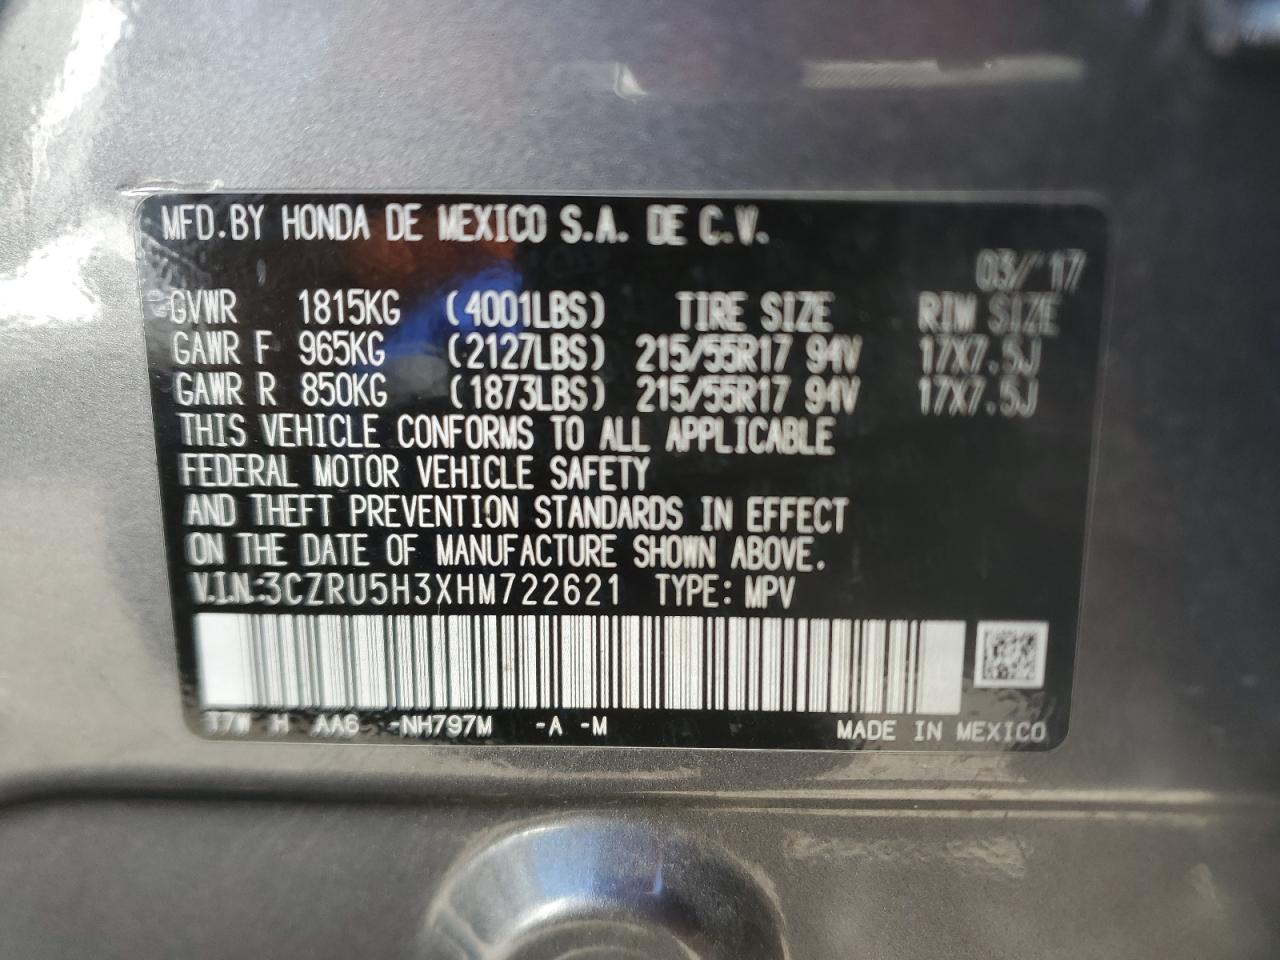 MFD.BY HONDA DE MEXICO S.A. DE C.V.
03/'17
GVWR 1815KG (4001LBS) TIRE SIZE RIM SIZE
GAWR F 965KG (2127LBS) 215/55R17 94V 17X7.5J
GAWR R 850KG (1873LBS) 215/55R17 94V 17X7.5J
THIS VEHICLE CONFORMS TO ALL APPLICABLE
FEDERAL MOTOR VEHICLE SAFETY
AND THEFT PREVENTION STANDARDS IN EFFECT
ON THE DATE OF MANUFACTURE SHOWN ABOVE.
V.I.N.:3CZRU5H3XHM722621 TYPE: MPV
T7W H AA6 -NH797M -A -M MADE IN MEXICO